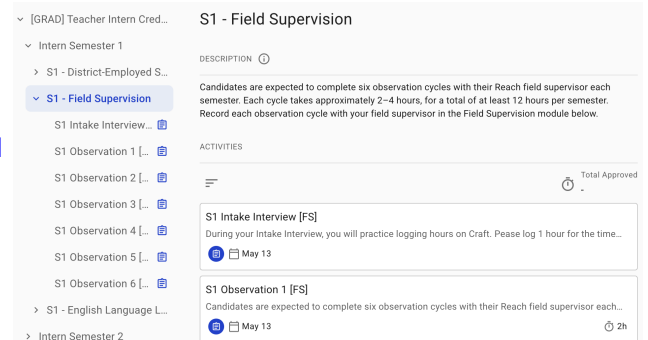 [GRAD] Teacher Intern Cred...
Intern Semester 1
S1 - District-Employed S...
S1 - Field Supervision
S1 Intake Interview...
S1 Observation 1 [...
S1 Observation 2 [...
S1 Observation 3 [...
S1 Observation 4 [...
S1 Observation 5 [...
S1 Observation 6 [...
S1 - English Language L...
Intern Semester 2
S1 - Field Supervision
DESCRIPTION
Candidates are expected to complete six observation cycles with their Reach field supervisor each
semester. Each cycle takes approximately 2–4 hours, for a total of at least 12 hours per semester.
Record each observation cycle with your field supervisor in the Field Supervision module below.
ACTIVITIES
Total Approved
-
S1 Intake Interview [FS]
During your Intake Interview, you will practice logging hours on Craft. Pease log 1 hour for the time...
May 13
S1 Observation 1 [FS]
Candidates are expected to complete six observation cycles with their Reach field supervisor each...
May 13
2h